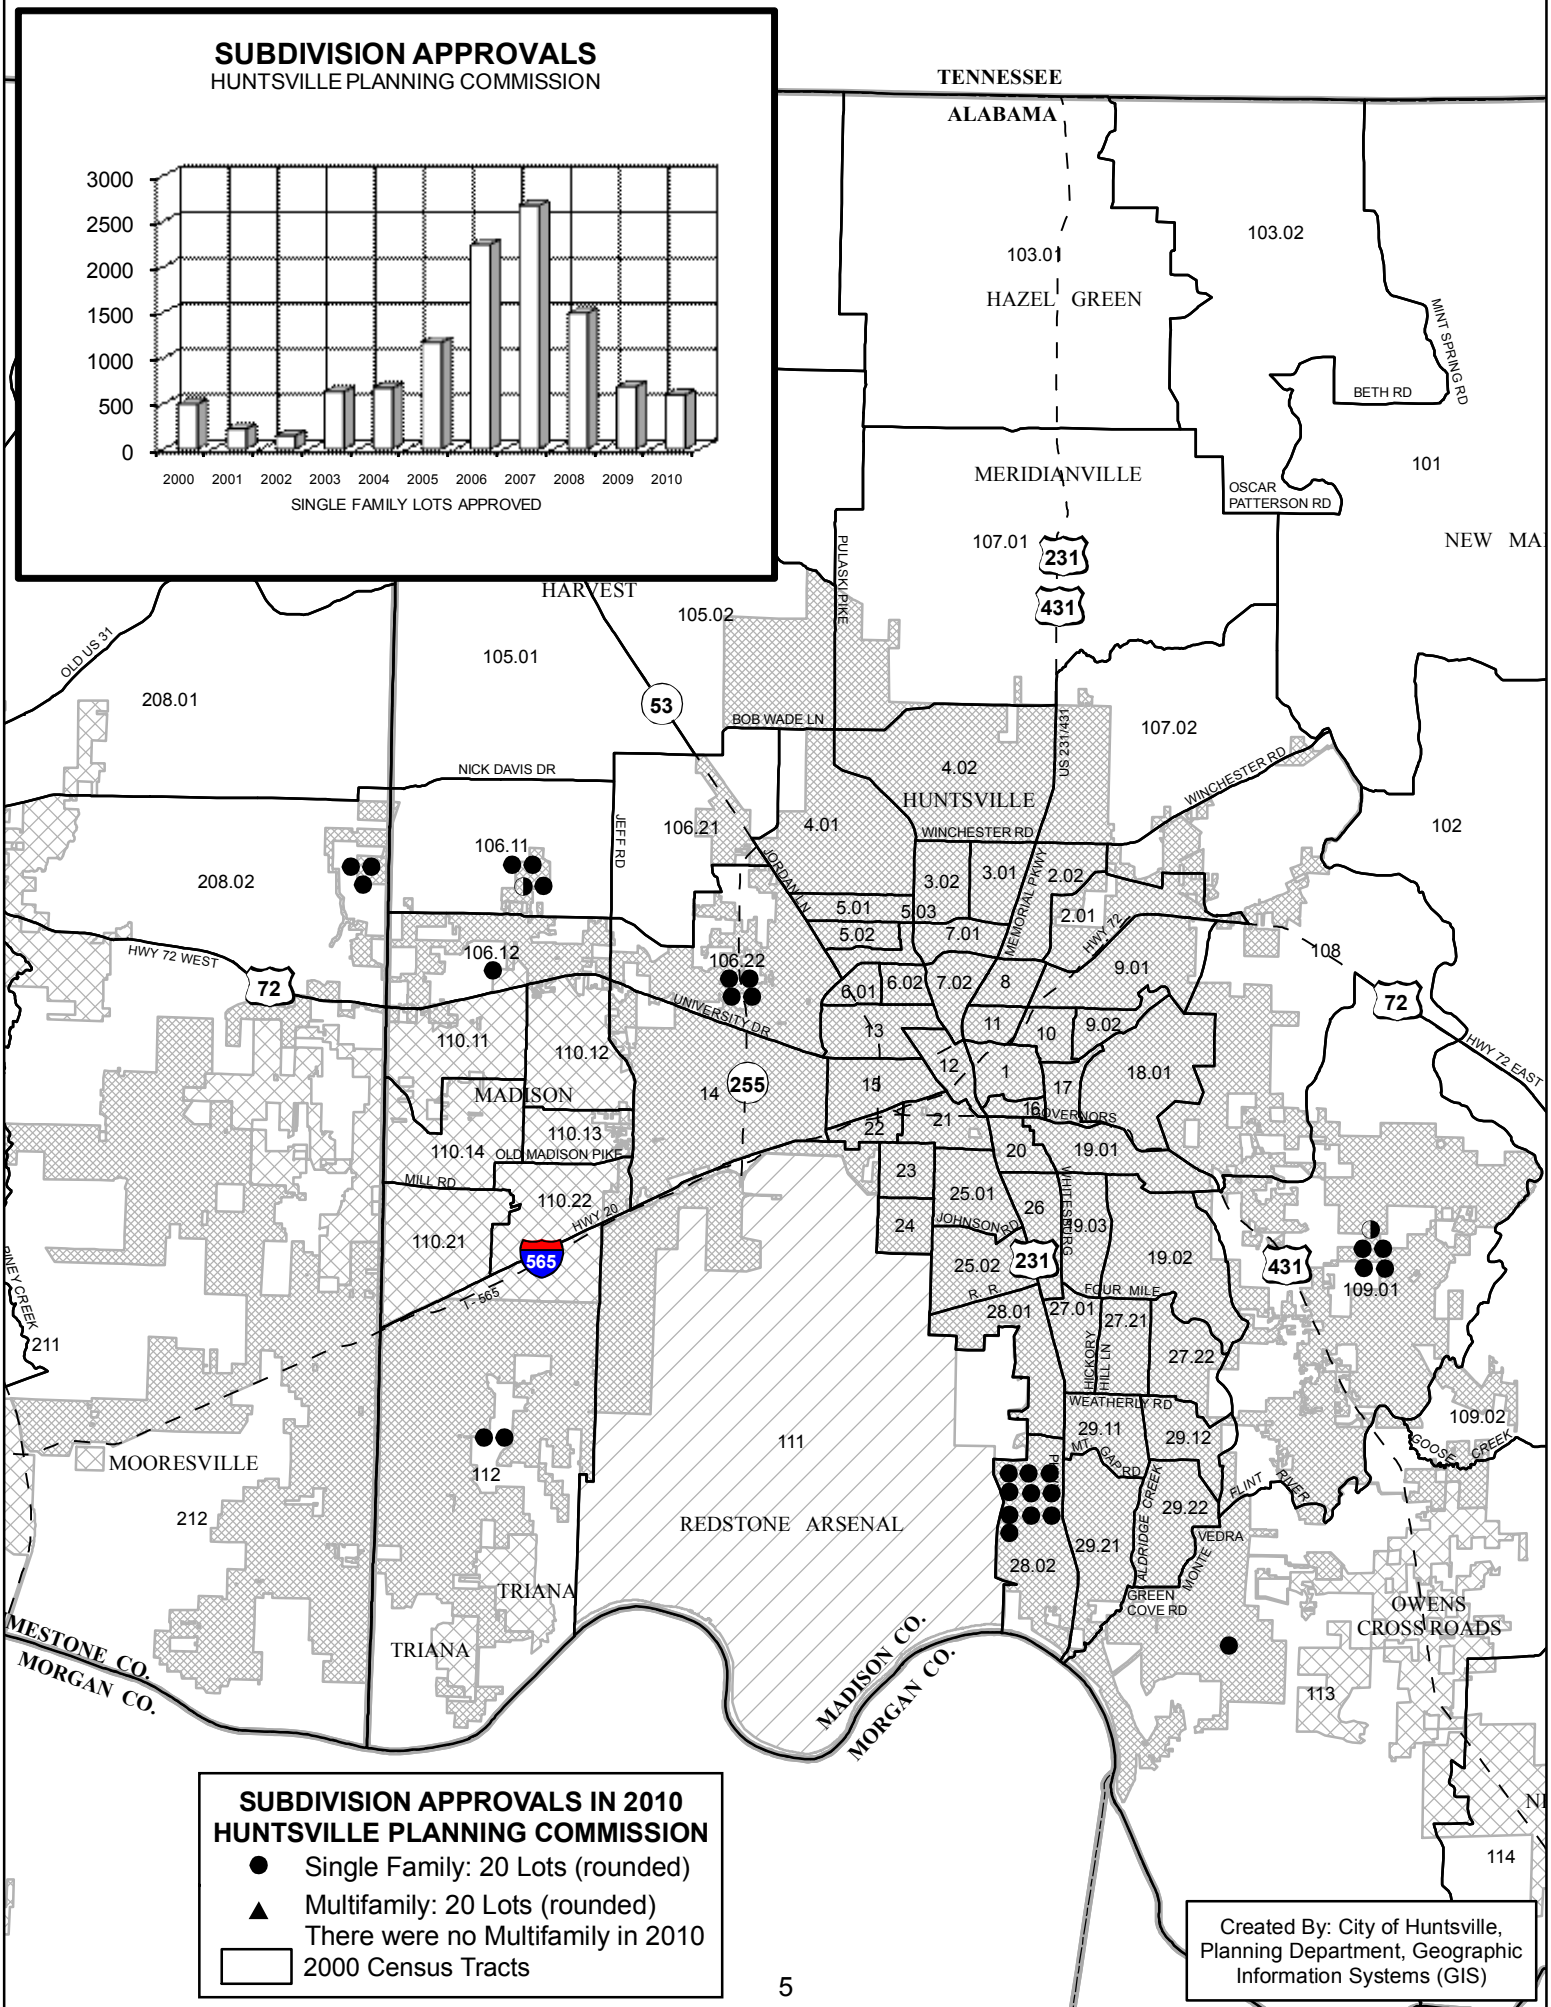 SUBDIVISION APPROVALS
HUNTSVILLE PLANNING COMMISSION
3000
2500
2000
1500
1000
500
0
2000 2001 2002 2003 2004 2005 2006 2007 2008 2009 2010
SINGLE FAMILY LOTS APPROVED
TENNESSEE
ALABAMA
103.01
103.02
HAZEL GREEN
MINT SPRING RD
BETH RD
101
MERIDIANVILLE
OSCAR
PATTERSON RD
107.01
231
431
NEW MA
PULASKI PIKE
HARVEST
105.02
105.01
OLD US 31
208.01
53
BOB WADE LN
US 231/431
107.02
NICK DAVIS DR
4.02
WINCHESTER RD
HUNTSVILLE
JEFF RD
106.21
4.01
WINCHESTER RD
102
106.11
208.02
JORDAN LN
3.02
3.01
MEMORIAL PKWY
2.02
5.01
5.03
2.01
5.02
7.01
HWY 72
HWY 72 WEST
106.12
106.22
108
72
6.01
6.02
7.02
8
9.01
72
UNIVERSITY DR
13
11
10
9.02
HWY 72 EAST
110.11
110.12
12
1
18.01
MADISON
14
255
15
17
16
GOVERNORS
22
21
110.13
110.14
OLD MADISON PIKE
20
19.01
MILL RD
110.22
23
25.01
WHITESBURG
HWY 20
24
JOHNSON RD
26
19.03
110.21
565
25.02
231
19.02
431
109.01
PINEY CREEK
I - 565
R. R.
FOUR MILE
28.01
27.01
27.21
211
HICKORY
HILL LN
27.22
WEATHERLY RD
109.02
29.11
29.12
GOOSE CREEK
MOORESVILLE
111
MT. GAP RD
112
FLINT RIVER
212
REDSTONE ARSENAL
ALDRIDGE CREEK
29.22
29.21
MONTE VEDRA
28.02
TRIANA
GREEN
COVE RD
OWENS
CROSS ROADS
TRIANA
MESTONE CO.
MORGAN CO.
MADISON CO.
MORGAN CO.
113
114
SUBDIVISION APPROVALS IN 2010
HUNTSVILLE PLANNING COMMISSION
Single Family: 20 Lots (rounded)
Multifamily: 20 Lots (rounded)
There were no Multifamily in 2010
2000 Census Tracts
5
Created By: City of Huntsville,
Planning Department, Geographic
Information Systems (GIS)